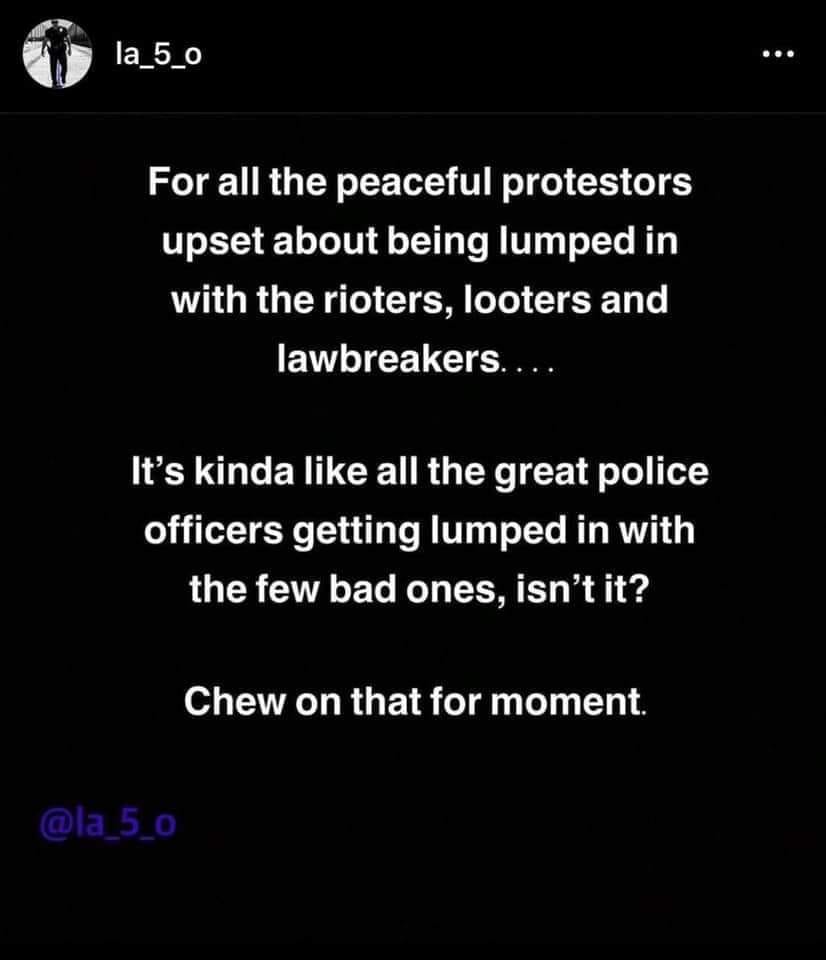 la_5_o
For all the peaceful protestors
upset about being lumped in
with the rioters, looters and
lawbreakers. . . .
It's kinda like all the great police
officers getting lumped in with
the few bad ones, isn't it?
Chew on that for moment.
@la_5_o